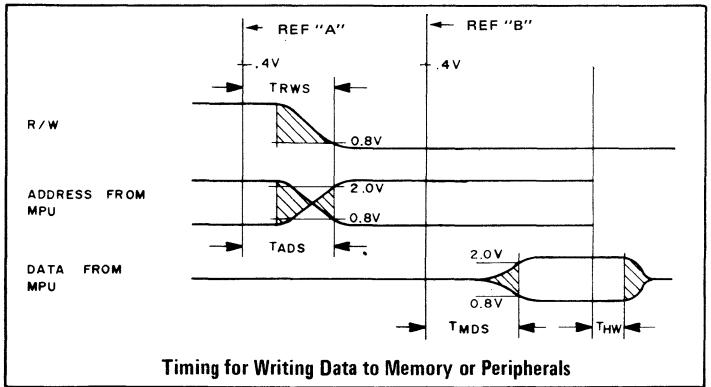 REF "A"
REF "B"
.4V
.4V
TRWS
R/W
0.8V
ADDRESS FROM
MPU
2.0V
0.8V
TADS
DATA FROM
MPU
2.0V
0.8V
TMDS
THW
Timing for Writing Data to Memory or Peripherals